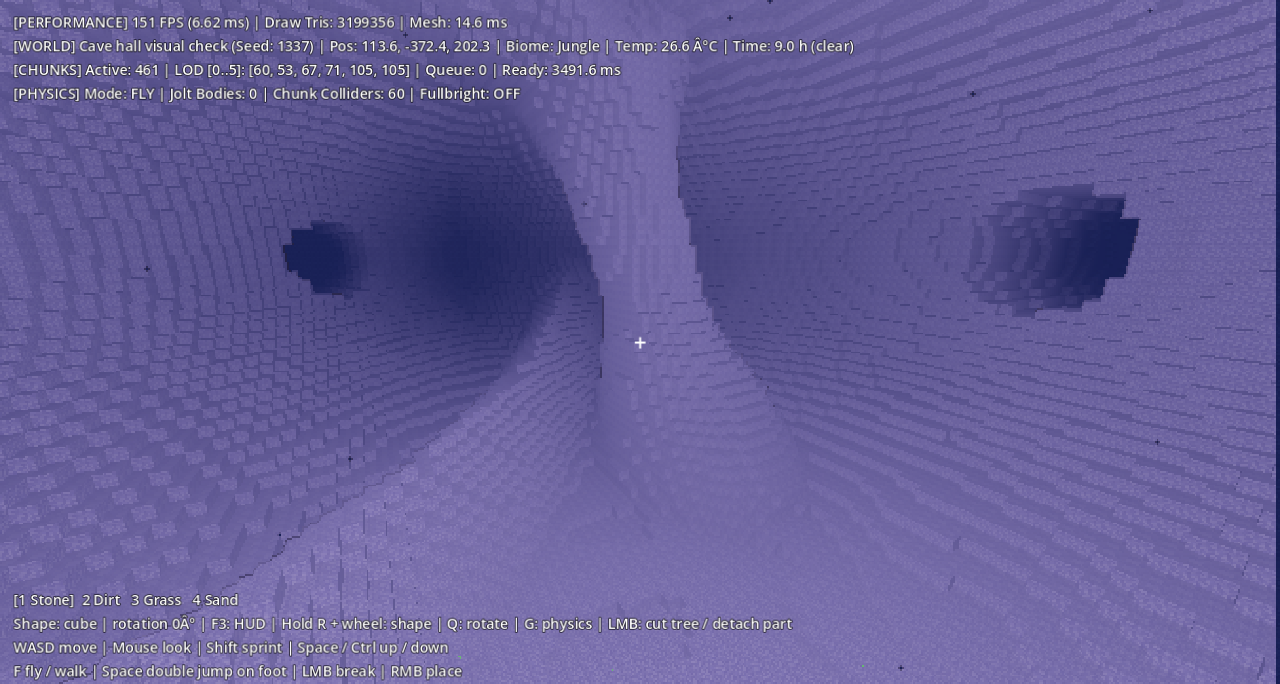 [PERFORMANCE] 151 FPS (6.62 ms) | Draw Tris: 3199356 | Mesh: 14.6 ms
[WORLD] Cave hall visual check (Seed: 1337) | Pos: 113.6, -372.4, 202.3 | Biome: Jungle | Temp: 26.6 Â°C | Time: 9.0 h (clear)
[CHUNKS] Active: 461 | LOD [0..5]: [60, 53, 67, 71, 105, 105] | Queue: 0 | Ready: 3491.6 ms
[PHYSICS] Mode: FLY | Jolt Bodies: 0 | Chunk Colliders: 60 | Fullbright: OFF
[1 Stone]  2 Dirt   3 Grass   4 Sand
Shape: cube | rotation 0Â° | F3: HUD | Hold R + wheel: shape | Q: rotate | G: physics | LMB: cut tree / detach part
WASD move | Mouse look | Shift sprint | Space / Ctrl up / down
F fly / walk | Space double jump on foot | LMB break | RMB place